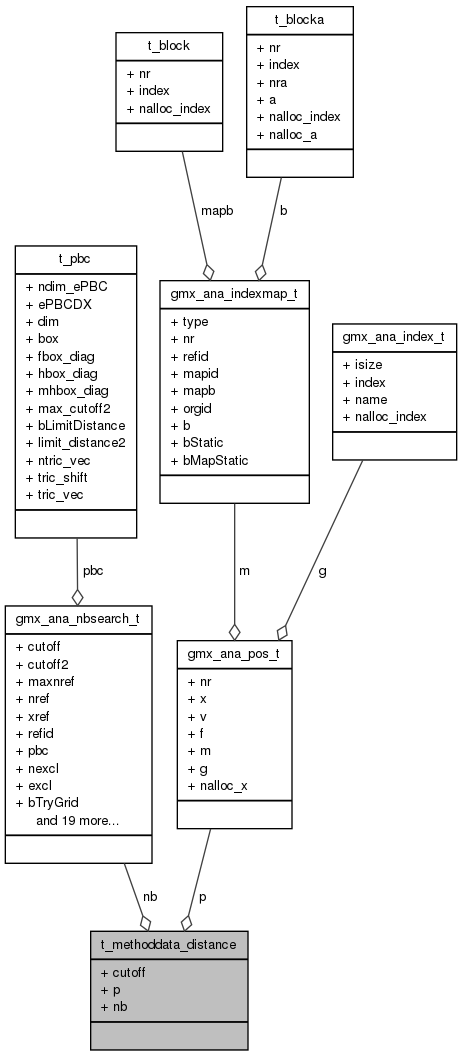 t_blocka
+ nr
+ index
+ nra
+ a
+ nalloc_index
+ nalloc_a
t_block
+ nr
+ index
+ nalloc_index
mapb
b
t_pbc
+ ndim_ePBC
+ ePBCDX
+ dim
+ box
+ fbox_diag
+ hbox_diag
+ mhbox_diag
+ max_cutoff2
+ bLimitDistance
+ limit_distance2
+ ntric_vec
+ tric_shift
+ tric_vec
gmx_ana_indexmap_t
+ type
+ nr
+ refid
+ mapid
+ mapb
+ orgid
+ b
+ bStatic
+ bMapStatic
gmx_ana_index_t
+ isize
+ index
+ name
+ nalloc_index
pbc
m
g
gmx_ana_nbsearch_t
+ cutoff
+ cutoff2
+ maxnref
+ nref
+ xref
+ refid
+ pbc
+ nexcl
+ excl
+ bTryGrid
and 19 more...
gmx_ana_pos_t
+ nr
+ x
+ v
+ f
+ m
+ g
+ nalloc_x
nb
p
t_methoddata_distance
+ cutoff
+ p
+ nb